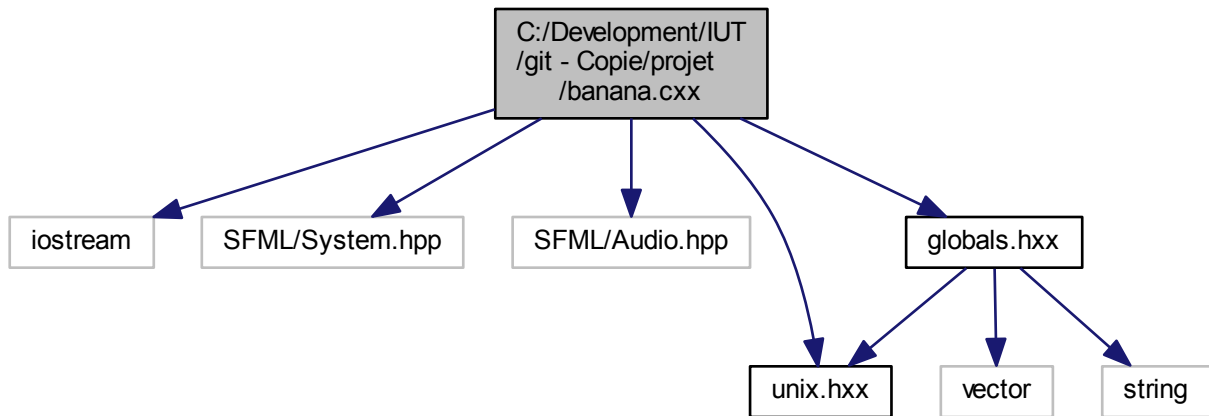 C:/Development/IUT
/git - Copie/projet
/banana.cxx
iostream
SFML/System.hpp
SFML/Audio.hpp
globals.hxx
unix.hxx
vector
string